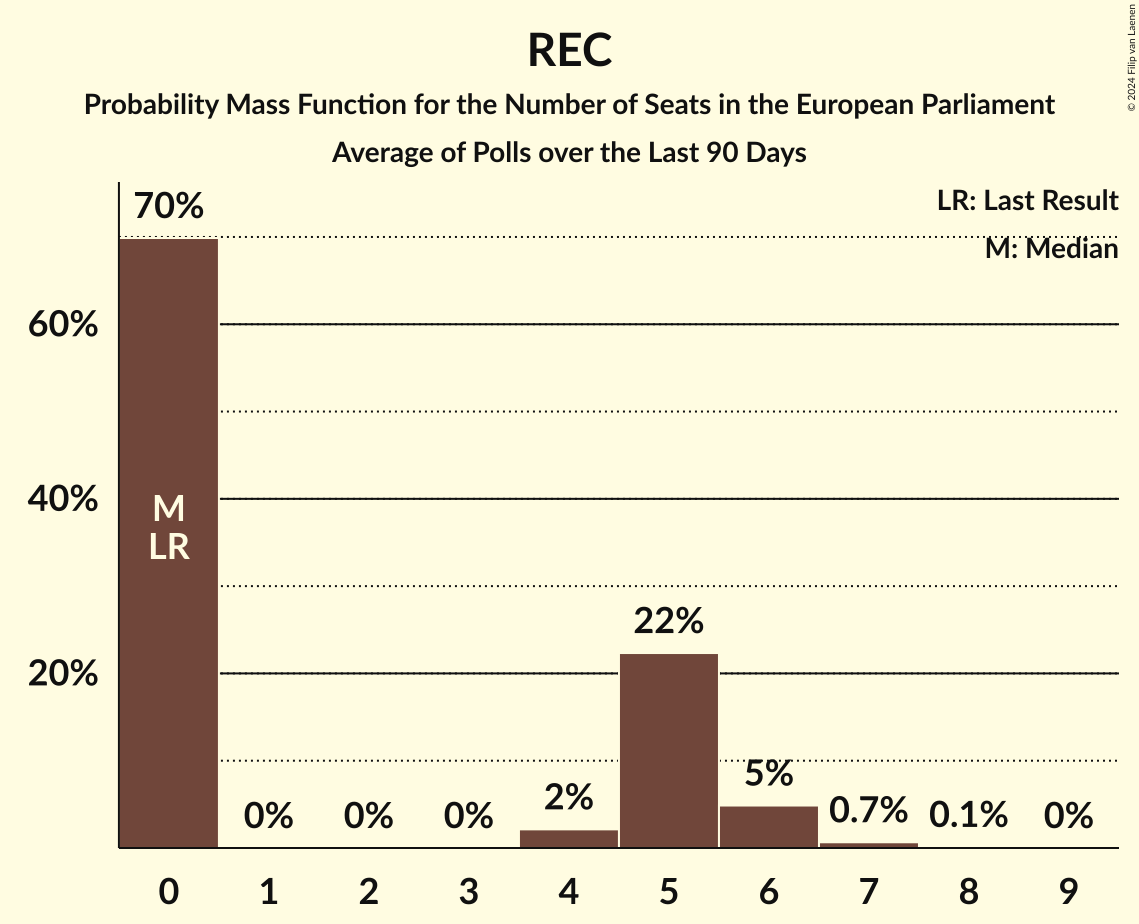 REC
Probability Mass Function for the Number of Seats in the European Parliament
Average of Polls over the Last 90 Days
© 2024 Filip van Laenen
LR: Last Result
M: Median
70%
60%
40%
20%
M
LR
0%
0%
0%
2%
22%
5%
0.7%
0.1%
0%
0
1
2
3
4
5
6
7
8
9